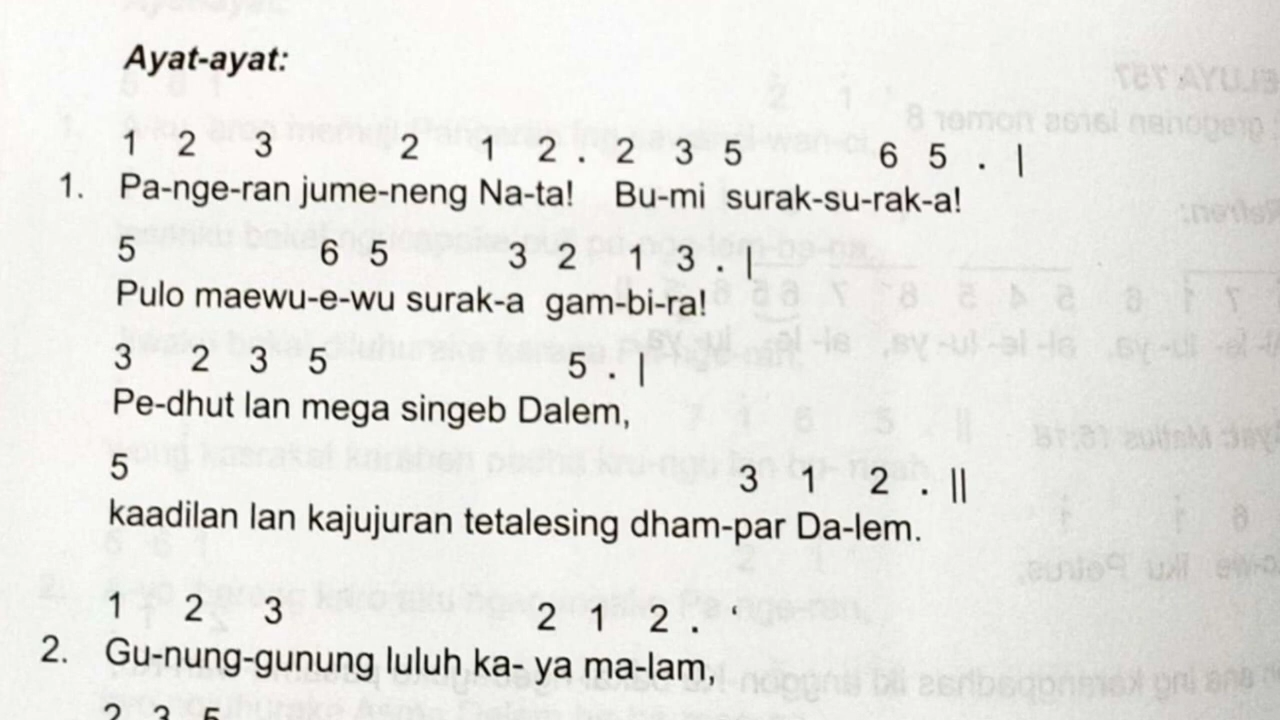 Ayat-ayat:
1 2 3 2 1 2 . 2 3 5 6 5 . |
1. Pa-nge-ran jume-neng Na-ta! Bu-mi surak-su-rak-a!
5 6 5 3 2 1 3 . |
Pulo maewu-e-wu surak-a gam-bi-ra!
3 2 3 5 5 . |
Pe-dhut lan mega singeb Dalem,
5 3 1 2 . ||
kaadilan lan kajujuran tetalesing dham-par Da-lem.
1 2 3 2 1 2 . '
2. Gu-nung-gunung luluh ka- ya ma-lam,
2 3 5